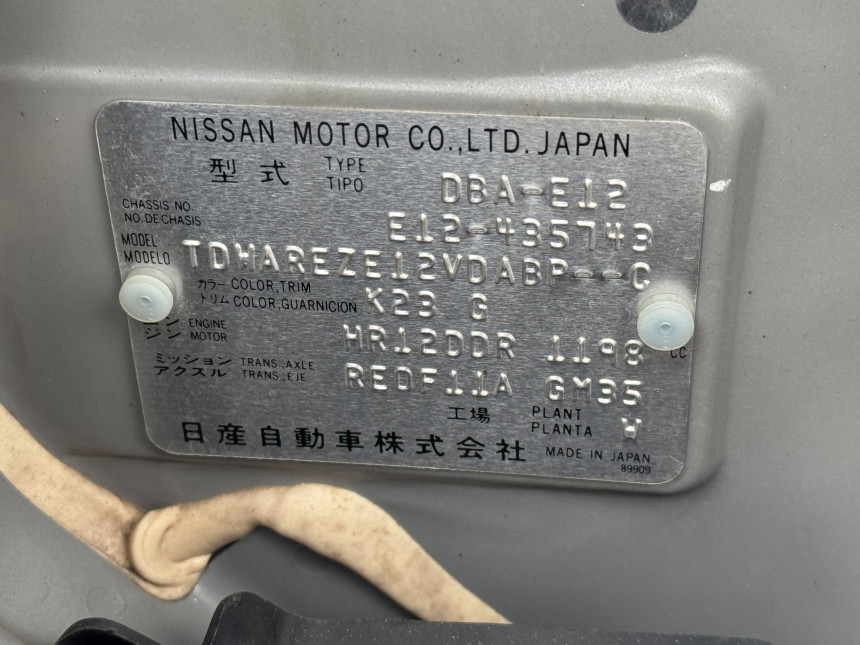 NISSAN MOTOR CO.,LTD. JAPAN
型式 TYPE TIPO DBA-E12
CHASSIS NO. NO. DE CHASIS E12-435743
MODEL MODELO TDMAREZE12VDABP--C
カラー COLOR,TRIM
トリム COLOR,GUARNICION K23 G
ン ENGINE
ジン MOTOR HR12DDR 1198 CC
ミッション TRANS.,AXLE
アクスル TRANS.,EJE RE0F11A GM35
工場 PLANT PLANTA W
日産自動車株式会社 MADE IN JAPAN
89909